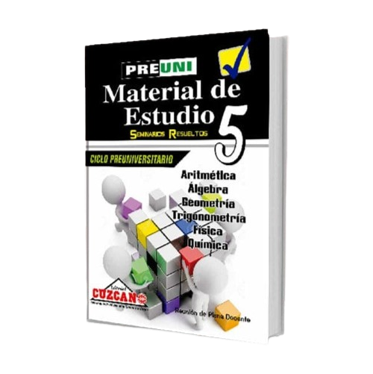 PREUNI
Material de
Estudio 5
SEMINARIOS RESUELTOS
CICLO PREUNIVERSITARIO
Aritmética
Álgebra
Geometría
Trigonometría
Física
Química
CUZCANO
Reunión de Plana Docente